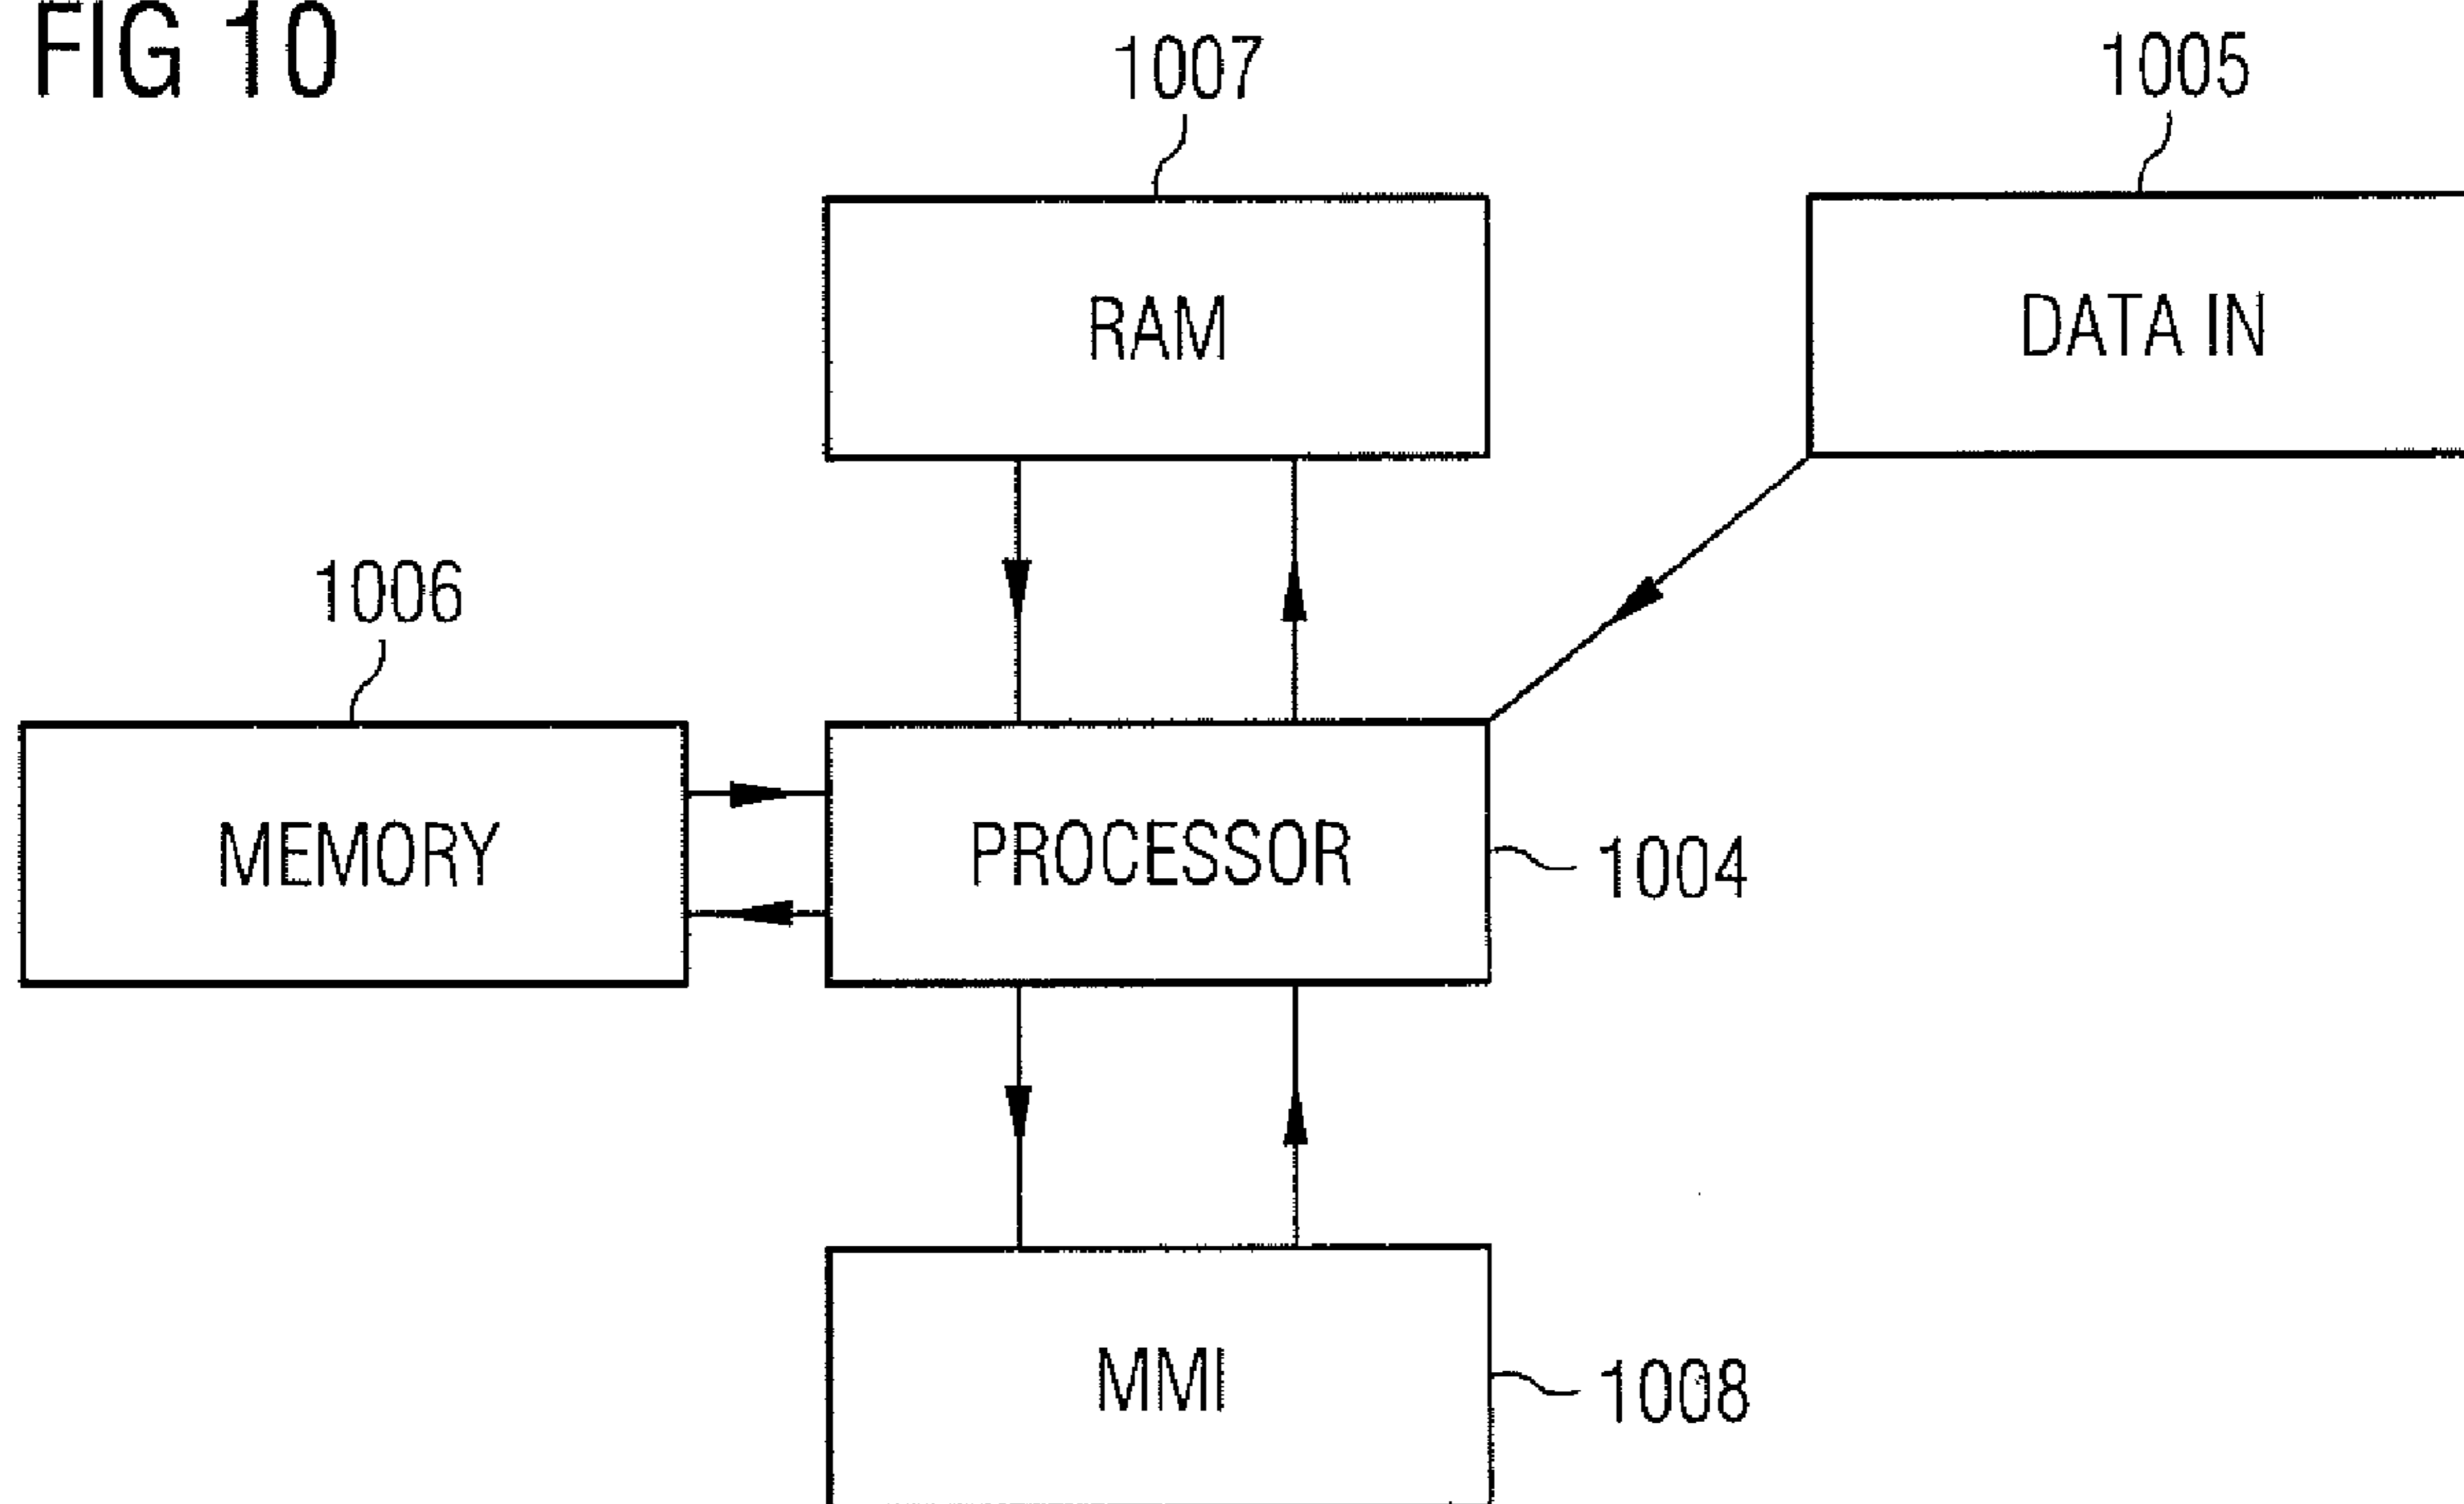 FIG 10
1007
1005
RAM
DATA IN
1006
MEMORY
PROCESSOR
1004
MMI
1008